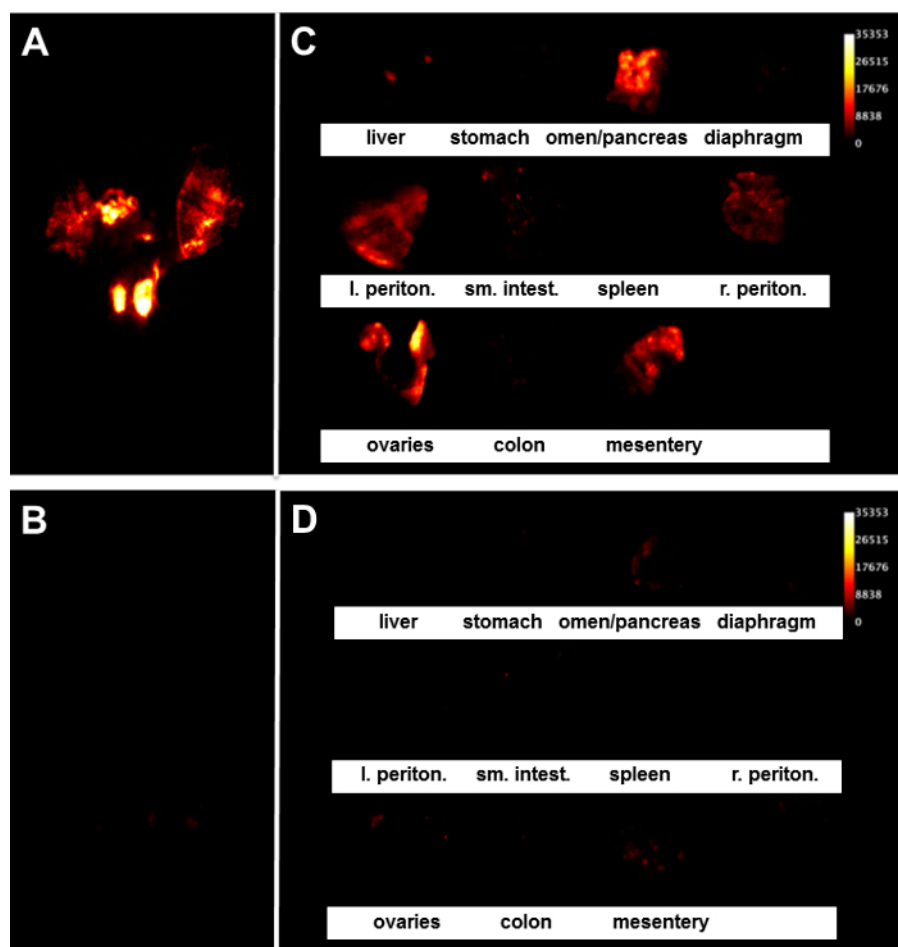 A
C
35353
26515
17676
8838
0
liver stomach omen/pancreas diaphragm
l. periton. sm. intest. spleen r. periton.
ovaries colon mesentery
B
D
35353
26515
17676
8838
0
liver stomach omen/pancreas diaphragm
l. periton. sm. intest. spleen r. periton.
ovaries colon mesentery